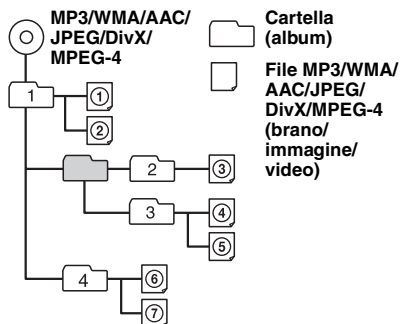 MP3/WMA/AAC/
JPEG/DivX/
MPEG-4
Cartella
(album)
File MP3/WMA/
AAC/JPEG/
DivX/MPEG-4
(brano/
immagine/
video)
1
①
②
2
③
3
④
⑤
4
⑥
⑦